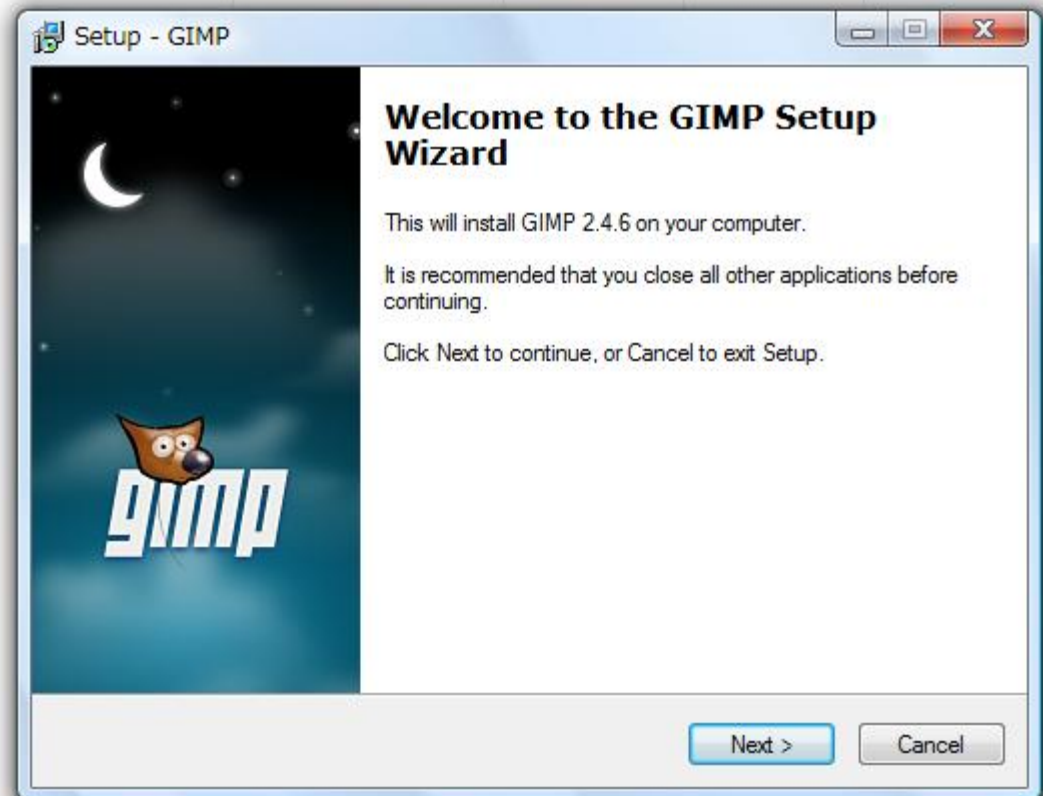 Setup - GIMP
Welcome to the GIMP Setup
Wizard
This will install GIMP 2.4.6 on your computer.
It is recommended that you close all other applications before
continuing.
Click Next to continue, or Cancel to exit Setup.
gimp
Next >
Cancel